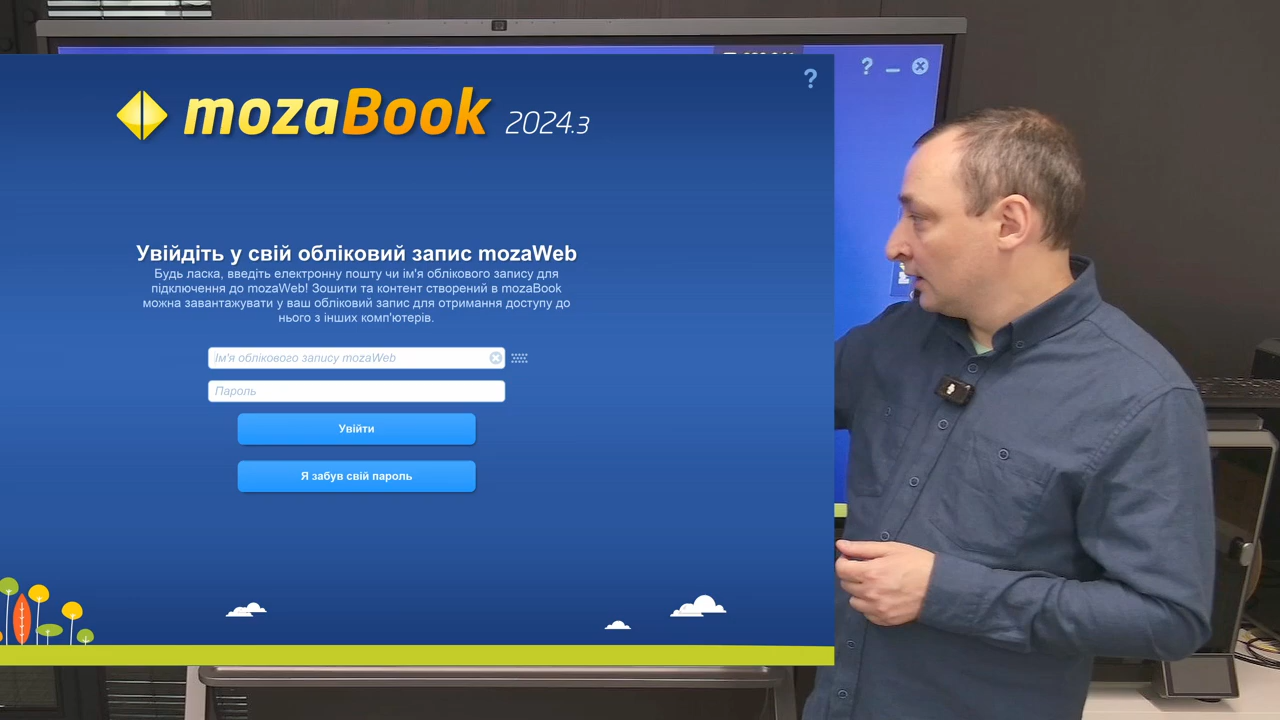 ?
mozaBook 2024.3
Увійдіть у свій обліковий запис mozaWeb
Будь ласка, введіть електронну пошту чи ім'я облікового запису для
підключення до mozaWeb! Зошити та контент створений в mozaBook
можна завантажувати у ваш обліковий запис для отримання доступу до
нього з інших комп'ютерів.
Ім'я облікового запису mozaWeb
Пароль
Увійти
Я забув свій пароль
?